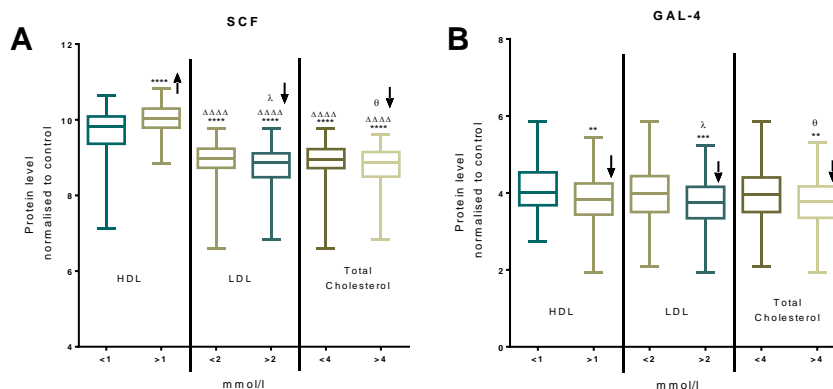 A
SCF
Protein level
normalised to control
12
10
8
6
4
****
ΔΔΔΔ
****
λ
ΔΔΔΔ
****
ΔΔΔΔ
****
θ
ΔΔΔΔ
****
HDL
LDL
Total
Cholesterol
<1
>1
<2
>2
<4
>4
mmol/l
B
GAL-4
Protein level
normalised to control
8
6
4
2
0
**
λ
***
θ
**
HDL
LDL
Total
Cholesterol
<1
>1
<2
>2
<4
>4
mmol/l